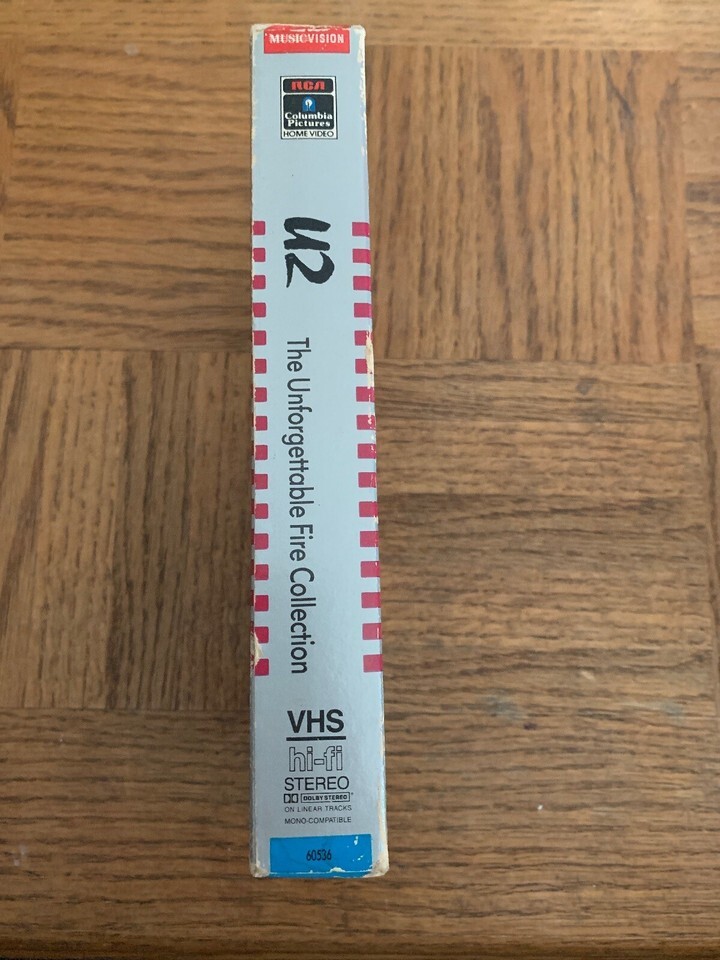 MUSICVISION
RCA
Columbia
Pictures
HOME VIDEO
U2
The Unforgettable Fire Collection
VHS
hi-fi
STEREO
DOLBY STEREO
ON LINEAR TRACKS
MONO-COMPATIBLE
60536